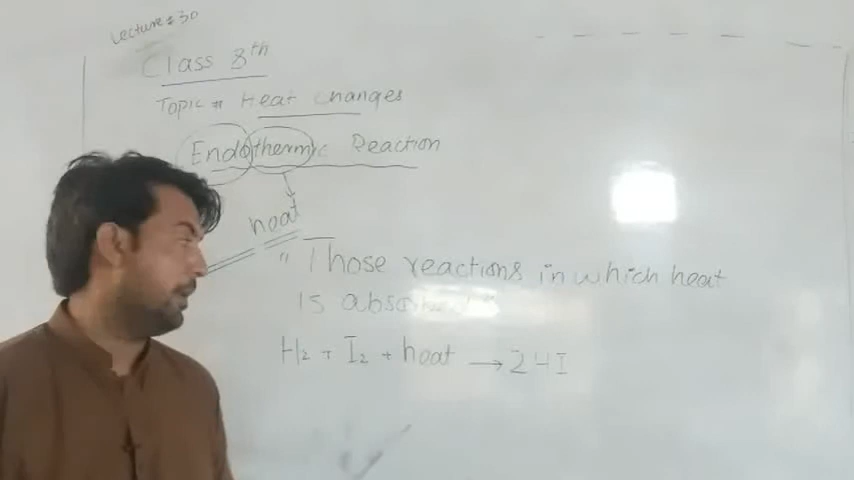 Lecture # 30
Class 8th
Topic # Heat Changes
Endothermic Reaction
heat
" Those reactions in which heat
is absorbed "
H₂ + I₂ + heat → 2HI